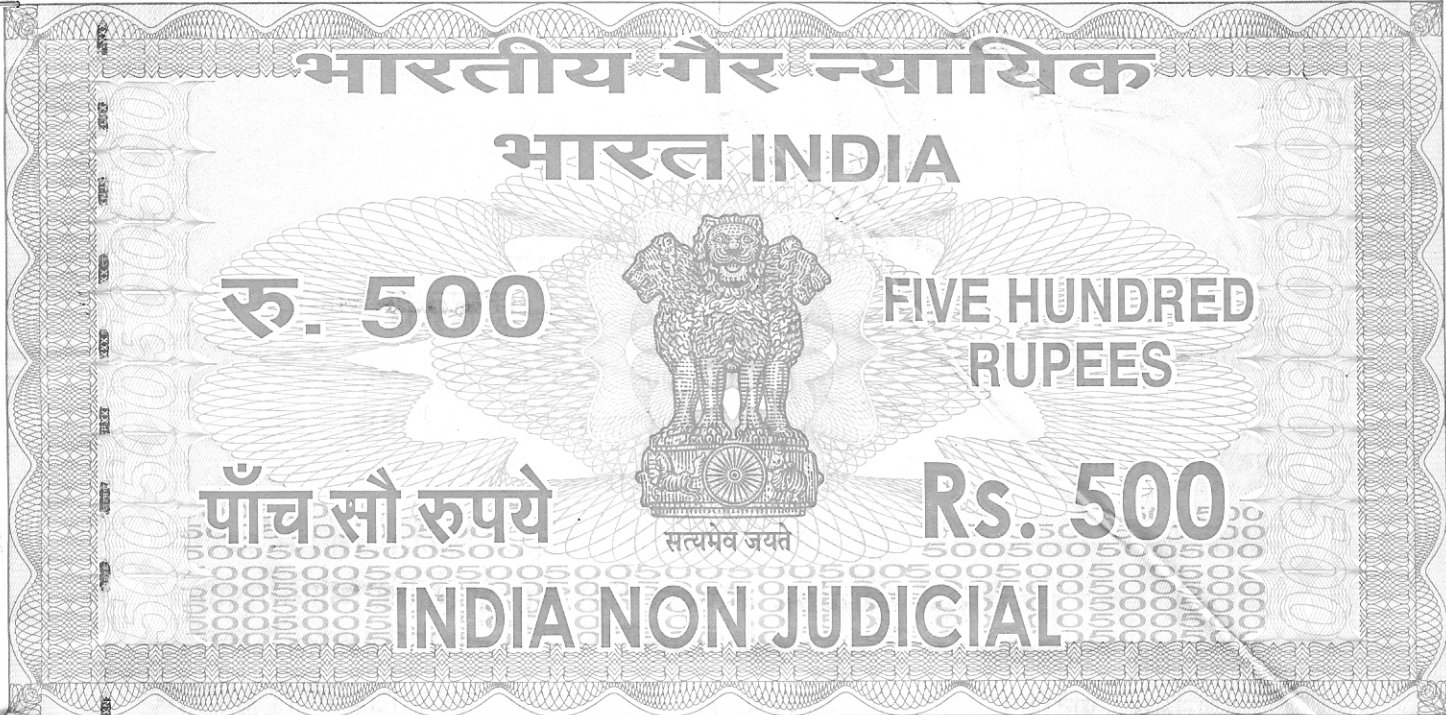 भारतीय गैर न्यायिक
भारत INDIA
रु. 500
FIVE HUNDRED
RUPEES
पाँच सौ रुपये
Rs. 500
सत्यमेव जयते
INDIA NON JUDICIAL